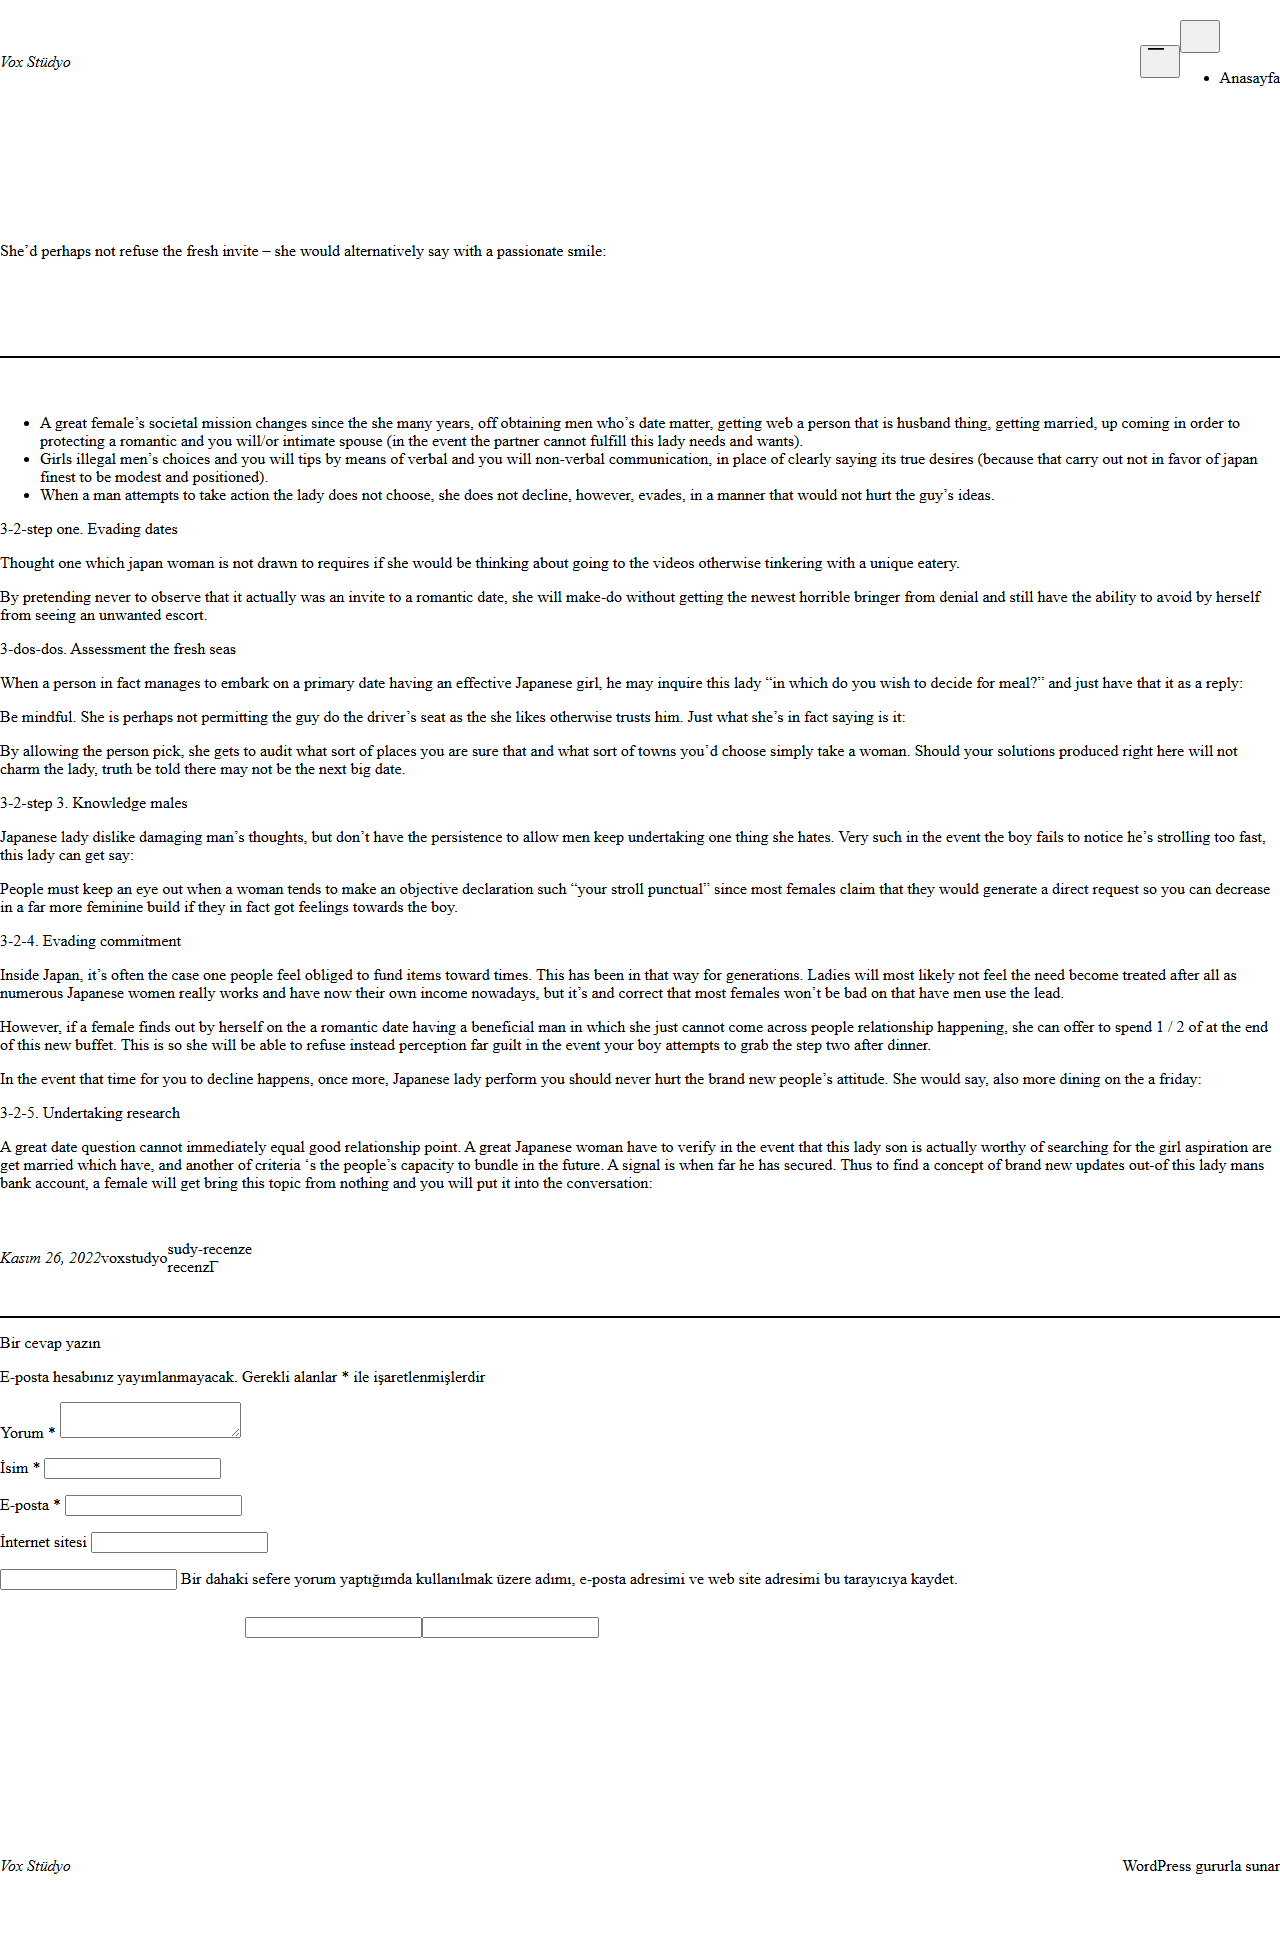 Vox Stüdyo
Anasayfa
She’d perhaps not refuse the fresh invite – she would alternatively say with a passionate smile:
A great female’s societal mission changes since the she many years, off obtaining men who’s date matter, getting web a person that is husband thing, getting married, up coming in order to
protecting a romantic and you will/or intimate spouse (in the event the partner cannot fulfill this lady needs and wants).
Girls illegal men’s choices and you will tips by means of verbal and you will non-verbal communication, in place of clearly saying its true desires (because that carry out not in favor of japan
finest to be modest and positioned).
When a man attempts to take action the lady does not choose, she does not decline, however, evades, in a manner that would not hurt the guy’s ideas.
3-2-step one. Evading dates
Thought one which japan woman is not drawn to requires if she would be thinking about going to the videos otherwise tinkering with a unique eatery.
By pretending never to observe that it actually was an invite to a romantic date, she will make-do without getting the newest horrible bringer from denial and still have the ability to avoid by herself
from seeing an unwanted escort.
3-dos-dos. Assessment the fresh seas
When a person in fact manages to embark on a primary date having an effective Japanese girl, he may inquire this lady “in which do you wish to decide for meal?” and just have that it as a reply:
Be mindful. She is perhaps not permitting the guy do the driver’s seat as the she likes otherwise trusts him. Just what she’s in fact saying is it:
By allowing the person pick, she gets to audit what sort of places you are sure that and what sort of towns you’d choose simply take a woman. Should your solutions produced right here will not
charm the lady, truth be told there may not be the next big date.
3-2-step 3. Knowledge males
Japanese lady dislike damaging man’s thoughts, but don’t have the persistence to allow men keep undertaking one thing she hates. Very such in the event the boy fails to notice he’s strolling too fast,
this lady can get say:
People must keep an eye out when a woman tends to make an objective declaration such “your stroll punctual” since most females claim that they would generate a direct request so you can decrease
in a far more feminine build if they in fact got feelings towards the boy.
3-2-4. Evading commitment
Inside Japan, it’s often the case one people feel obliged to fund items toward times. This has been in that way for generations. Ladies will most likely not feel the need become treated after all as
numerous Japanese women really works and have now their own income nowadays, but it’s and correct that most females won’t be bad on that have men use the lead.
However, if a female finds out by herself on the a romantic date having a beneficial man in which she just cannot come across people relationship happening, she can offer to spend 1 / 2 of at the end
of this new buffet. This is so she will be able to refuse instead perception far guilt in the event your boy attempts to grab the step two after dinner.
In the event that time for you to decline happens, once more, Japanese lady perform you should never hurt the brand new people’s attitude. She would say, also more dining on the a friday:
3-2-5. Undertaking research
A great date question cannot immediately equal good relationship point. A great Japanese woman have to verify in the event that this lady son is actually worthy of searching for the girl aspiration are
get married which have, and another of criteria ‘s the people’s capacity to bundle in the future. A signal is when far he has secured. Thus to find a concept of brand new updates out-of this lady mans
bank account, a female will get bring this topic from nothing and you will put it into the conversation:
Kasım 26, 2022voxstudyo
sudy-recenze
recenzГ
Bir cevap yazın
E-posta hesabınız yayımlanmayacak. Gerekli alanlar * ile işaretlenmişlerdir
Yorum *
İsim *
E-posta *
İnternet sitesi
Bir dahaki sefere yorum yaptığımda kullanılmak üzere adımı, e-posta adresimi ve web site adresimi bu tarayıcıya kaydet.
Vox Stüdyo
WordPress gururla sunar